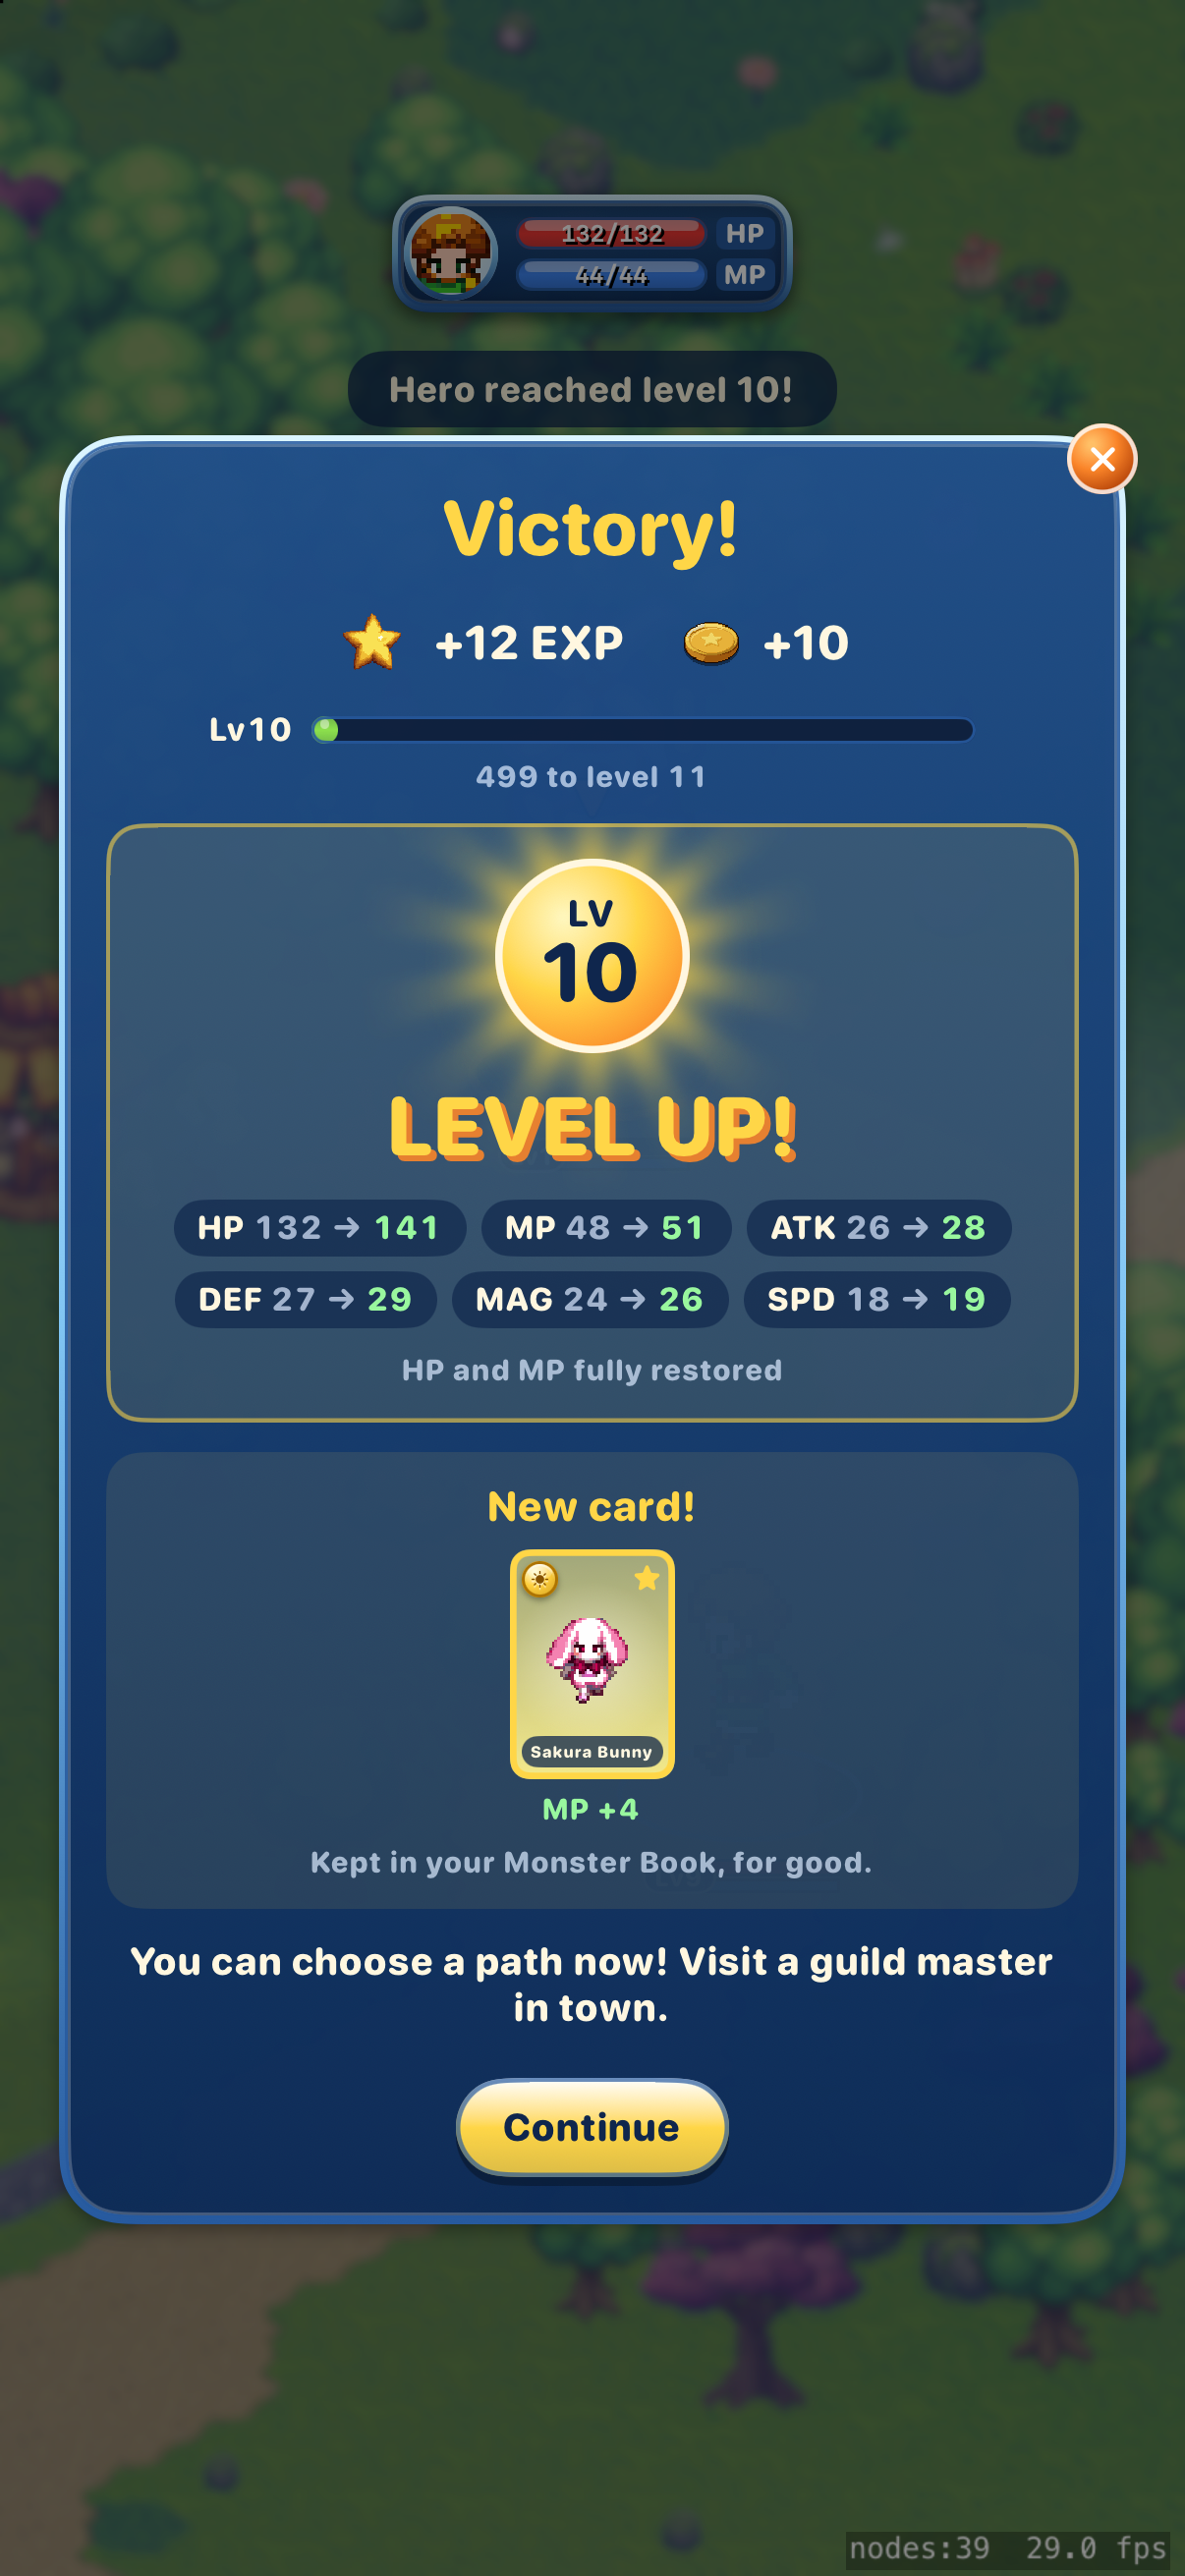 132/132 HP
44/44 MP
Hero reached level 10!
Victory!
+12 EXP +10
Lv10
499 to level 11
LV
10
LEVEL UP!
HP 132 → 141 MP 48 → 51 ATK 26 → 28
DEF 27 → 29 MAG 24 → 26 SPD 18 → 19
HP and MP fully restored
New card!
Sakura Bunny
MP +4
Kept in your Monster Book, for good.
You can choose a path now! Visit a guild master
in town.
Continue
nodes:39 29.0 fps